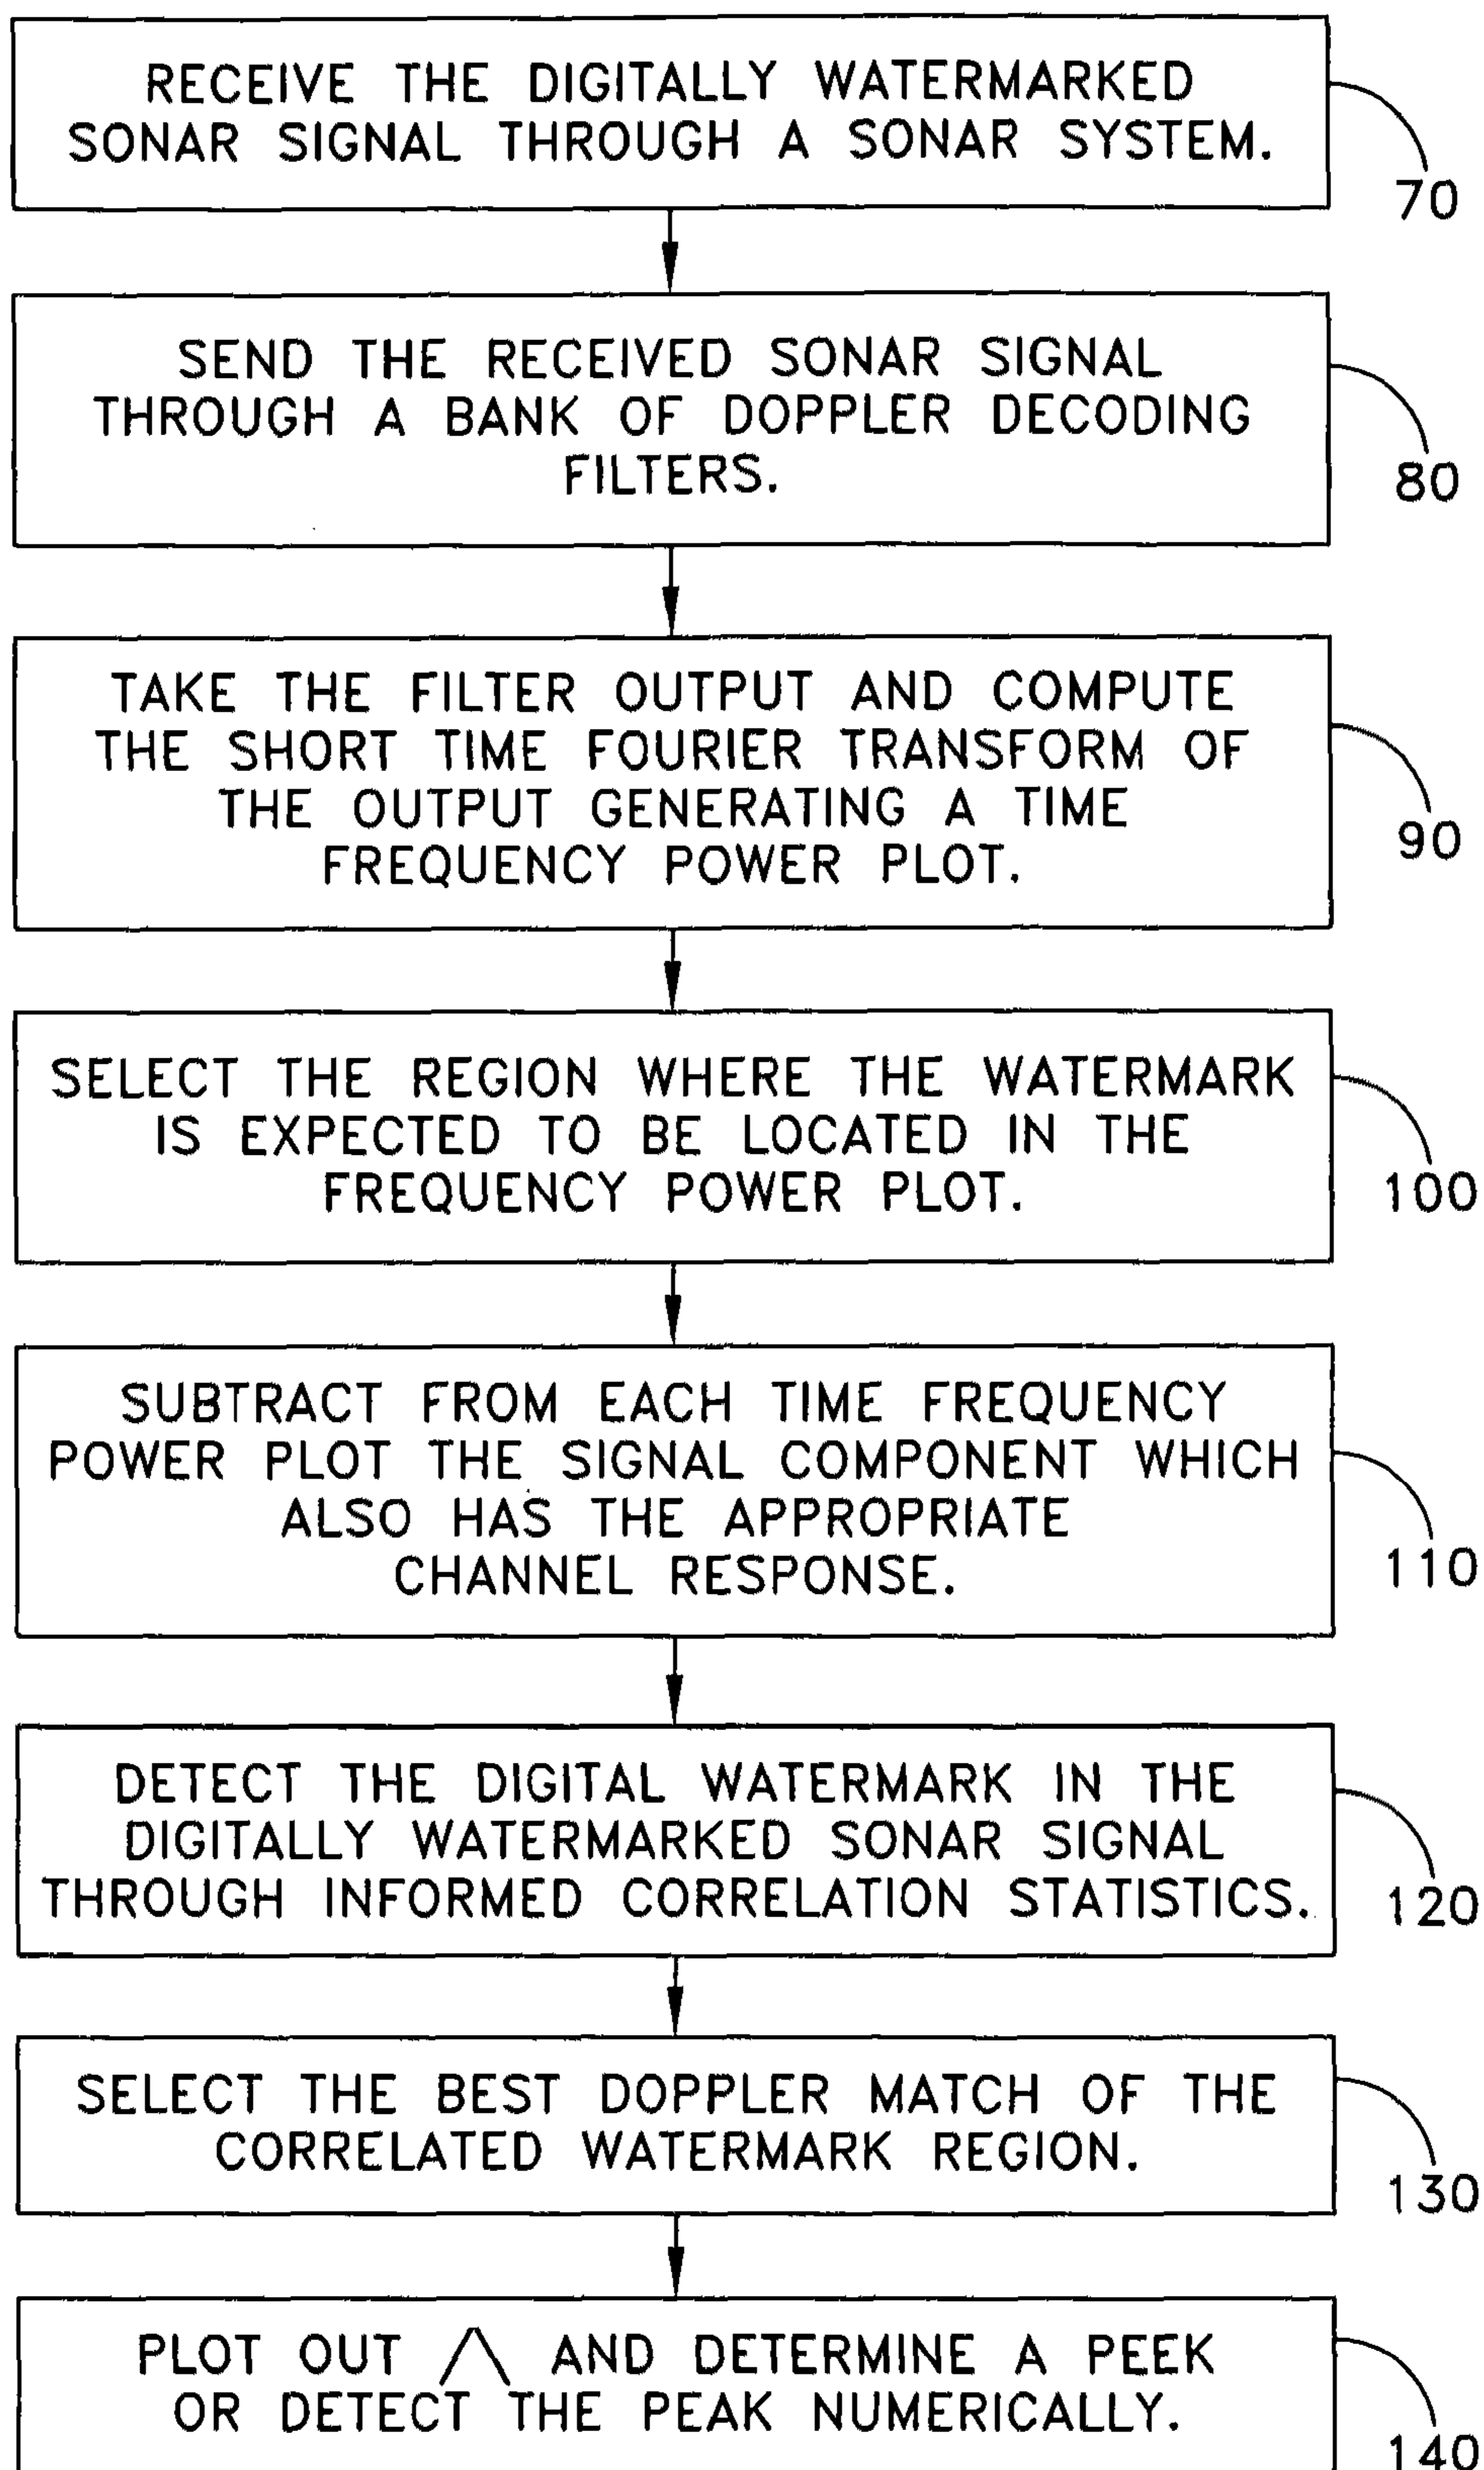 RECEIVE THE DIGITALLY WATERMARKED
SONAR SIGNAL THROUGH A SONAR SYSTEM.
70
SEND THE RECEIVED SONAR SIGNAL
THROUGH A BANK OF DOPPLER DECODING
FILTERS.
80
TAKE THE FILTER OUTPUT AND COMPUTE
THE SHORT TIME FOURIER TRANSFORM OF
THE OUTPUT GENERATING A TIME
FREQUENCY POWER PLOT.
90
SELECT THE REGION WHERE THE WATERMARK
IS EXPECTED TO BE LOCATED IN THE
FREQUENCY POWER PLOT.
100
SUBTRACT FROM EACH TIME FREQUENCY
POWER PLOT THE SIGNAL COMPONENT WHICH
ALSO HAS THE APPROPRIATE
CHANNEL RESPONSE.
110
DETECT THE DIGITAL WATERMARK IN THE
DIGITALLY WATERMARKED SONAR SIGNAL
THROUGH INFORMED CORRELATION STATISTICS.
120
SELECT THE BEST DOPPLER MATCH OF THE
CORRELATED WATERMARK REGION.
130
PLOT OUT Λ AND DETERMINE A PEEK
OR DETECT THE PEAK NUMERICALLY.
140